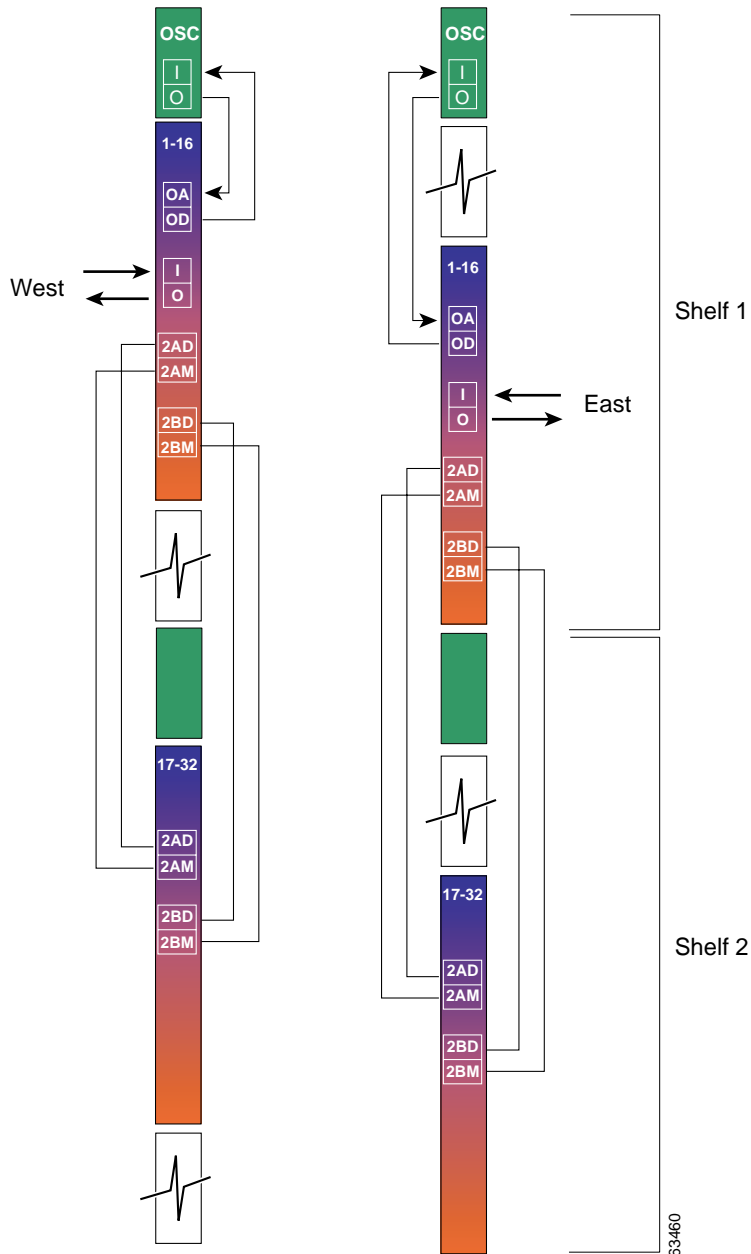 OSC
I
O
1-16
OA
OD
I
O
West
2AD
2AM
2BD
2BM
17-32
2AD
2AM
2BD
2BM
OSC
I
O
1-16
OA
OD
I
O
East
2AD
2AM
2BD
2BM
17-32
2AD
2AM
2BD
2BM
Shelf 1
Shelf 2
63460